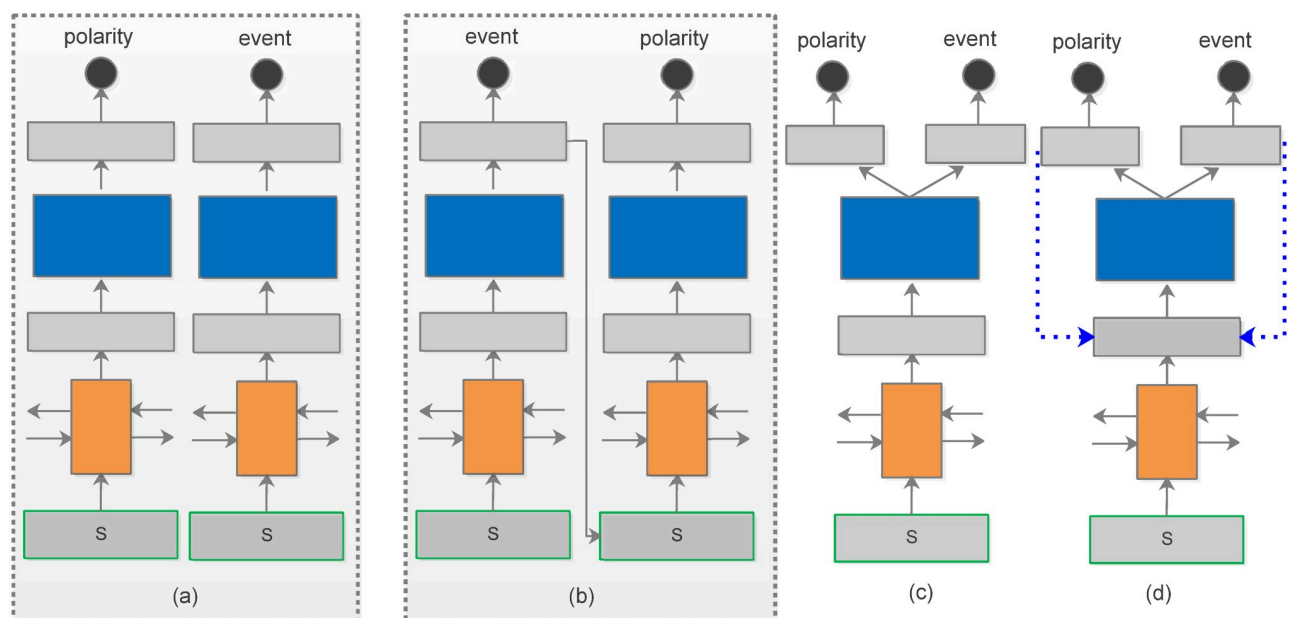 polarity event
event polarity
polarity event
polarity event
S S
S S
S
S
(a) (b) (c) (d)